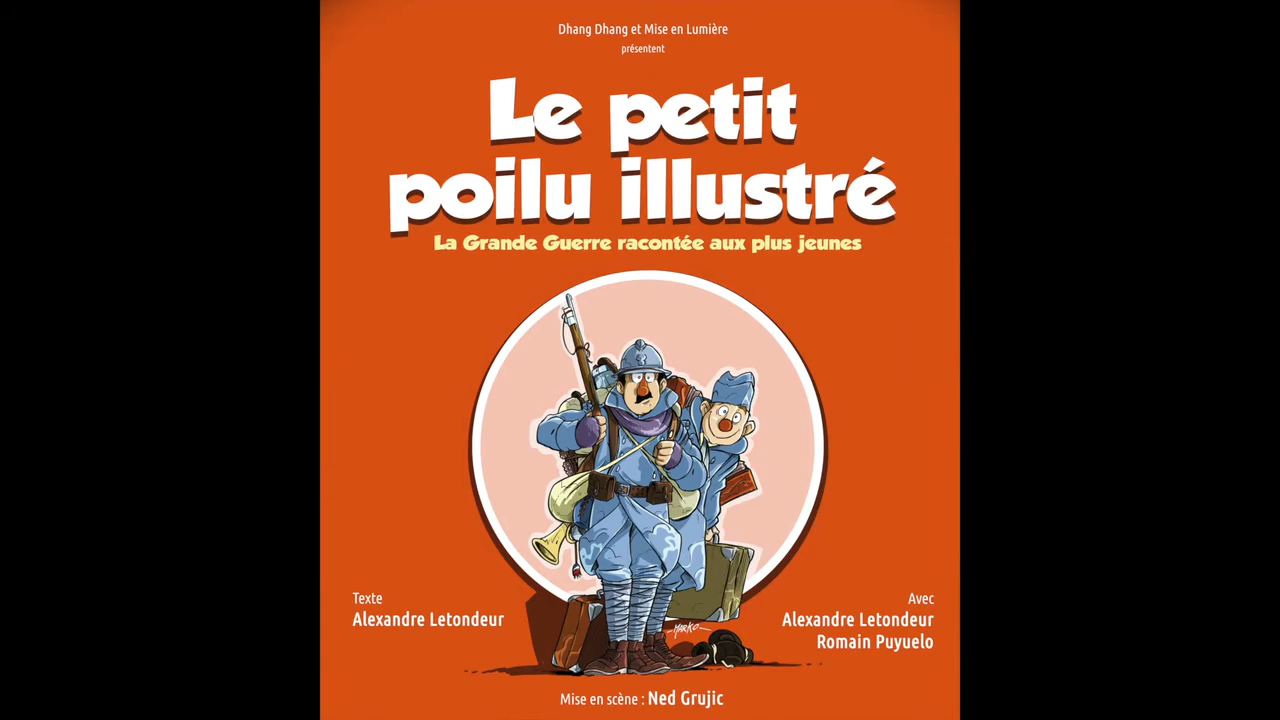 Dhang Dhang et Mise en Lumière
présentent
Le petit
poilu illustré
La Grande Guerre racontée aux plus jeunes
Texte
Alexandre Letondeur
Avec
Alexandre Letondeur
Romain Puyuelo
MARKO
Mise en scène : Ned Grujic